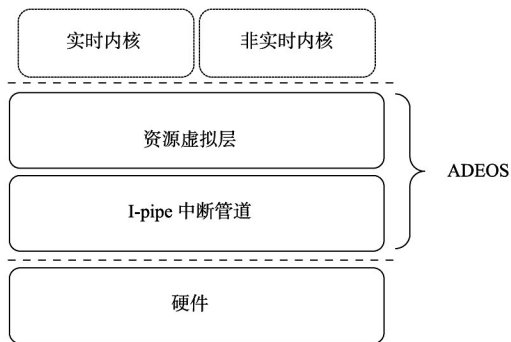 实时内核
非实时内核
资源虚拟层
ADEOS
I-pipe 中断管道
硬件